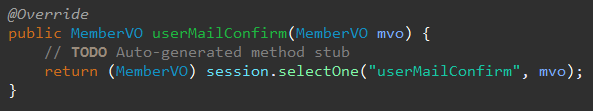 @Override
public MemberVO userMailConfirm(MemberVO mvo) {
// TODO Auto-generated method stub
return (MemberVO) session.selectOne("userMailConfirm", mvo);
}